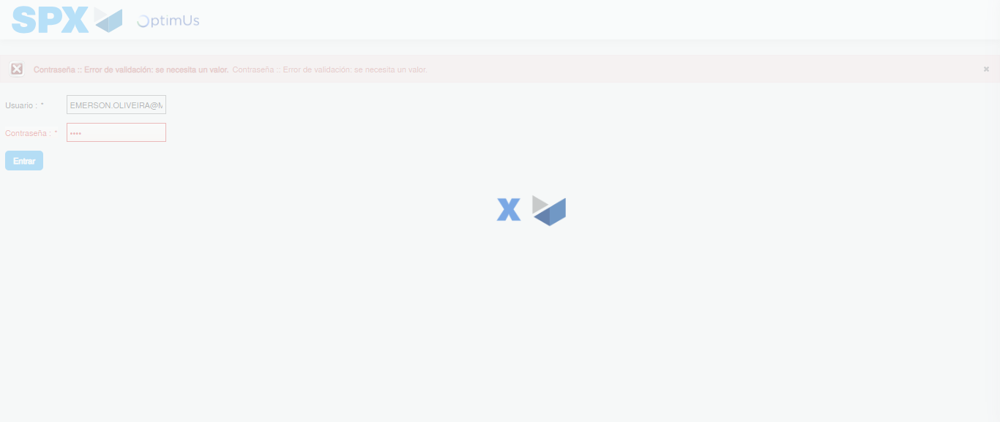 SPX OptimUs
Contraseña :: Error de validación: se necesita un valor. Contraseña :: Error de validación: se necesita un valor.
Usuario : * EMERSON.OLIVEIRA@M
Contraseña : * ••••
Entrar
X